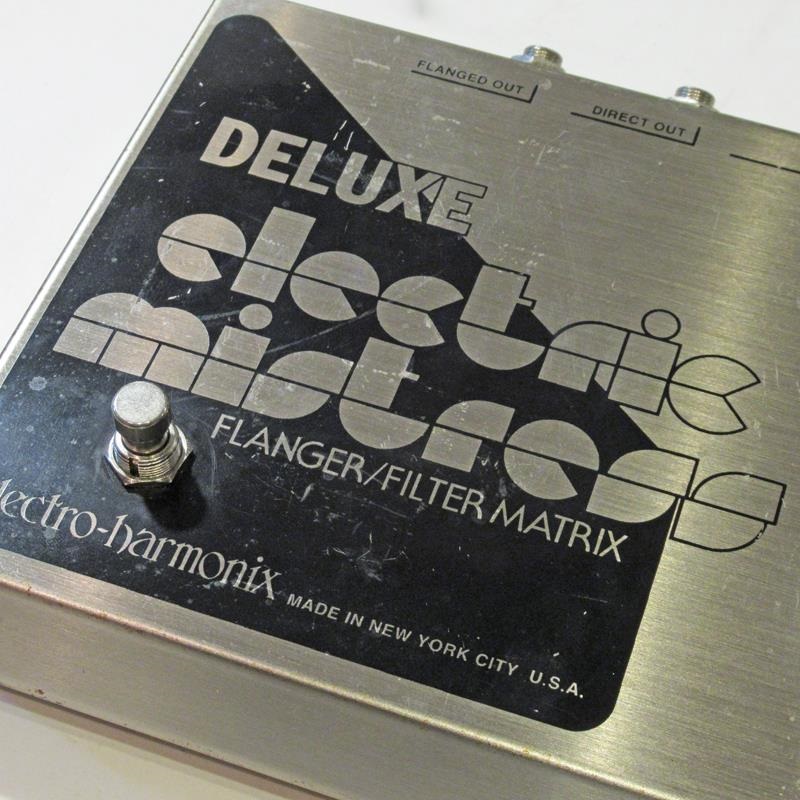 FLANGED OUT
DIRECT OUT
DELUXE
electric
mistress
FLANGER/FILTER MATRIX
lectro-harmonix MADE IN NEW YORK CITY U.S.A.